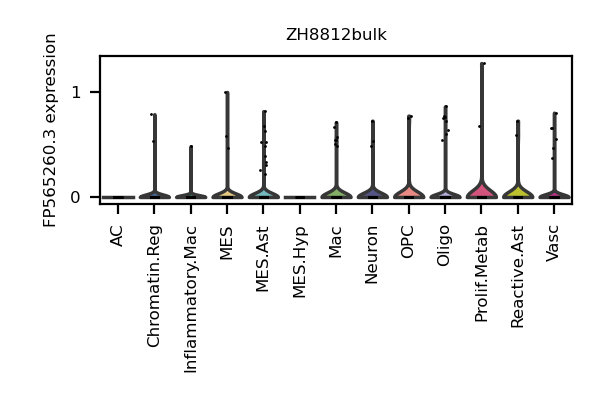 ZH8812bulk
FP565260.3 expression
1
0
AC
Chromatin.Reg
Inflammatory.Mac
MES
MES.Ast
MES.Hyp
Mac
Neuron
OPC
Oligo
Prolif.Metab
Reactive.Ast
Vasc